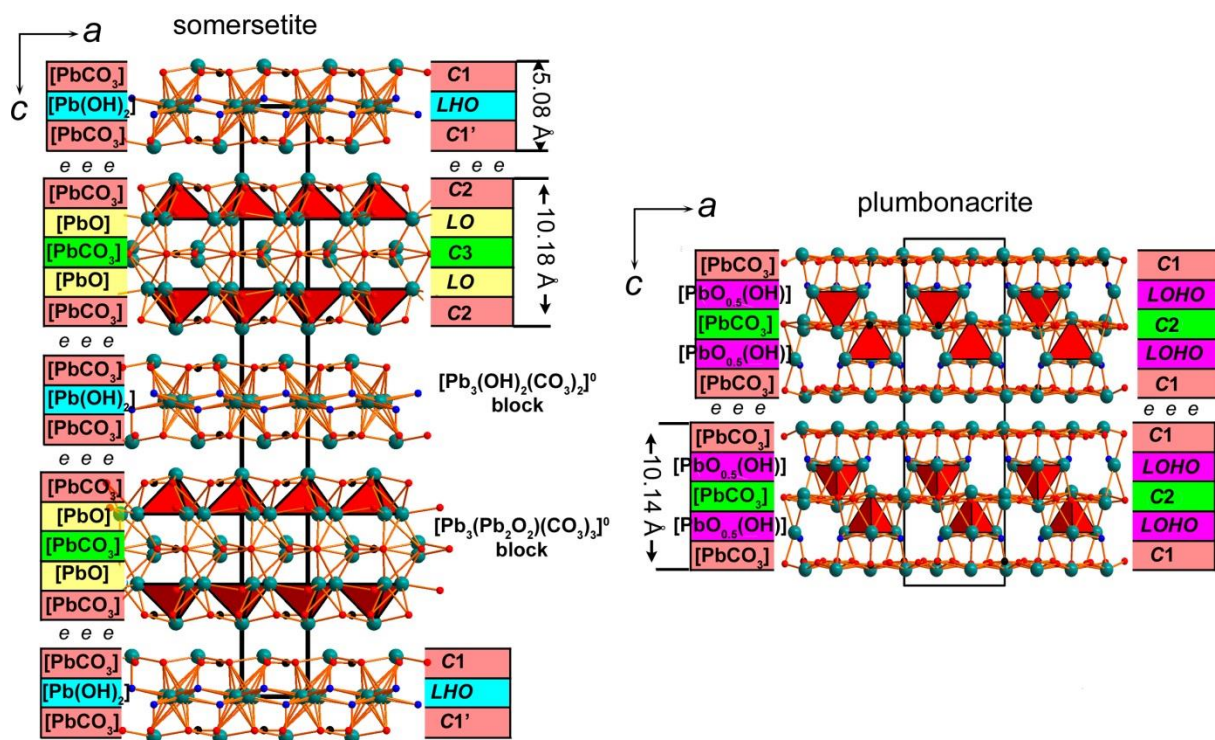 somersetite
a
c
[PbCO3] C1
[Pb(OH)2] LHO
[PbCO3] C1'
5.08 Å
e e e e e e
[PbCO3] C2
[PbO] LO
[PbCO3] C3
[PbO] LO
[PbCO3] C2
10.18 Å
e e e
[PbCO3]
[Pb(OH)2]
[PbCO3]
[Pb3(OH)2(CO3)2]0
block
e e e
[PbCO3]
[PbO]
[PbCO3]
[PbO]
[PbCO3]
[Pb3(Pb2O2)(CO3)3]0
block
e e e
[PbCO3] C1
[Pb(OH)2] LHO
[PbCO3] C1'
plumbonacrite
a
c
[PbCO3] C1
[PbO0.5(OH)] LOHO
[PbCO3] C2
[PbO0.5(OH)] LOHO
[PbCO3] C1
e e e e e e
[PbCO3] C1
[PbO0.5(OH)] LOHO
[PbCO3] C2
[PbO0.5(OH)] LOHO
[PbCO3] C1
10.14 Å